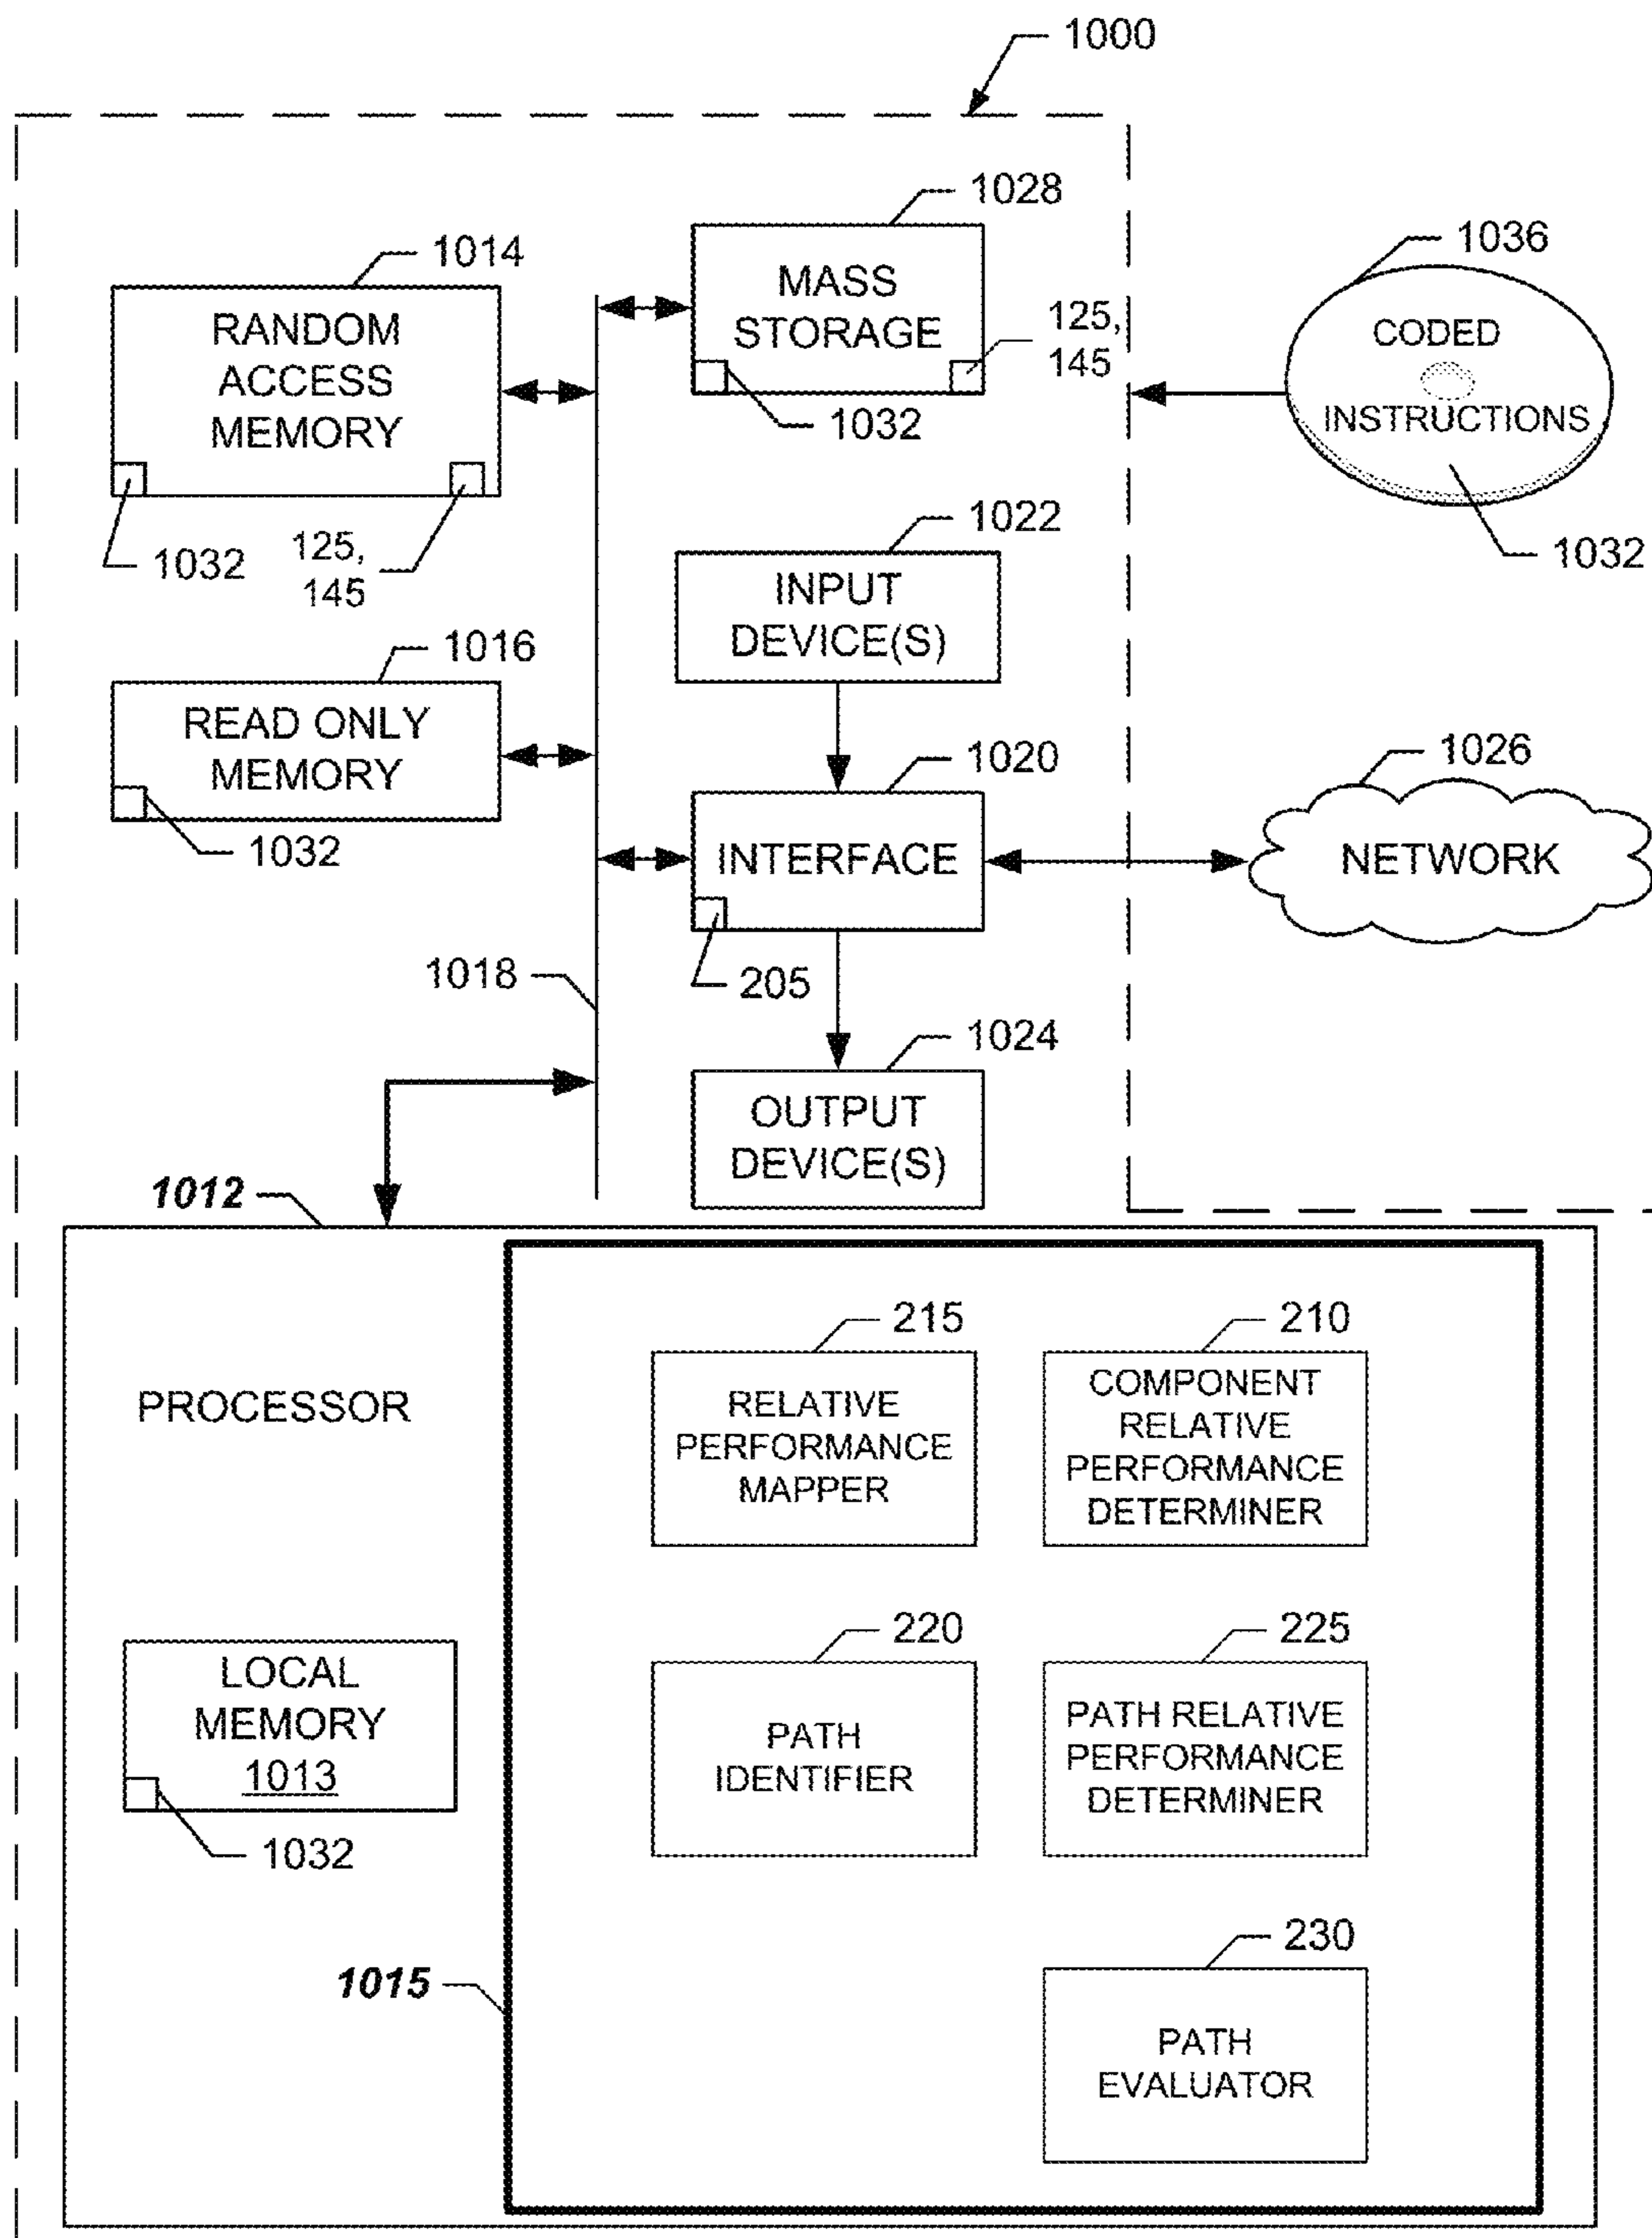 1000
1028
MASS
STORAGE
125,
145
1032
1014
RANDOM
ACCESS
MEMORY
1032
125,
145
1036
CODED
INSTRUCTIONS
1032
1022
INPUT
DEVICE(S)
1016
READ ONLY
MEMORY
1032
1020
INTERFACE
205
1026
NETWORK
1018
1024
OUTPUT
DEVICE(S)
1012
PROCESSOR
215
RELATIVE
PERFORMANCE
MAPPER
210
COMPONENT
RELATIVE
PERFORMANCE
DETERMINER
LOCAL
MEMORY
1013
1032
220
PATH
IDENTIFIER
225
PATH RELATIVE
PERFORMANCE
DETERMINER
1015
230
PATH
EVALUATOR